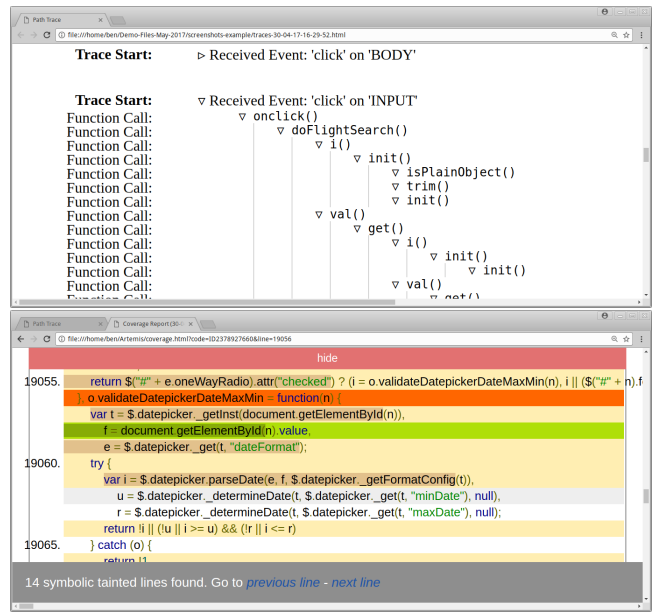 Path Trace
file:///home/ben/Demo-Files-May-2017/screenshots-example/traces-30-04-17-16-29-52.html
Trace Start: ▷ Received Event: 'click' on 'BODY'
Trace Start: ▽ Received Event: 'click' on 'INPUT'
Function Call: ▽ onclick()
Function Call: ▽ doFlightSearch()
Function Call: ▽ i()
Function Call: ▽ init()
Function Call: ▽ isPlainObject()
Function Call: ▽ trim()
Function Call: ▽ init()
Function Call: ▽ val()
Function Call: ▽ get()
Function Call: ▽ i()
Function Call: ▽ init()
Function Call: ▽ init()
Function Call: ▽ val()
Function Call: ▽ get()
Path Trace
Coverage Report (30-
file:///home/ben/Artemis/coverage.html?code=ID2378927660&line=19056
hide
19055. return $("#" + e.oneWayRadio).attr("checked") ? (i = o.validateDatepickerDateMaxMin(n), i || ($("#" + n).f
}, o.validateDatepickerDateMaxMin = function(n) {
var t = $.datepicker._getInst(document.getElementById(n)),
f = document.getElementById(n).value,
e = $.datepicker._get(t, "dateFormat");
19060. try {
var i = $.datepicker.parseDate(e, f, $.datepicker._getFormatConfig(t)),
u = $.datepicker._determineDate(t, $.datepicker._get(t, "minDate"), null),
r = $.datepicker._determineDate(t, $.datepicker._get(t, "maxDate"), null);
return !i || (!u || i >= u) && (!r || i <= r)
19065. } catch (o) {
return !1
14 symbolic tainted lines found. Go to previous line - next line